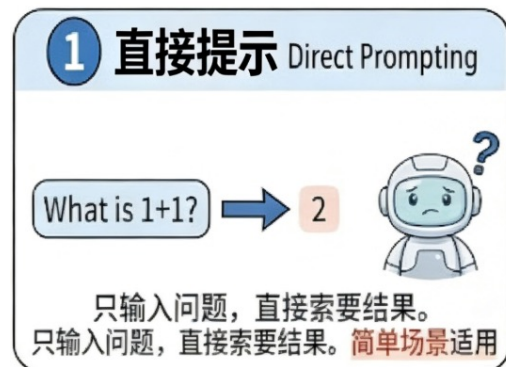 1 直接提示 Direct Prompting
?
What is 1+1? 2
只输入问题，直接索要结果。
只输入问题，直接索要结果。简单场景适用